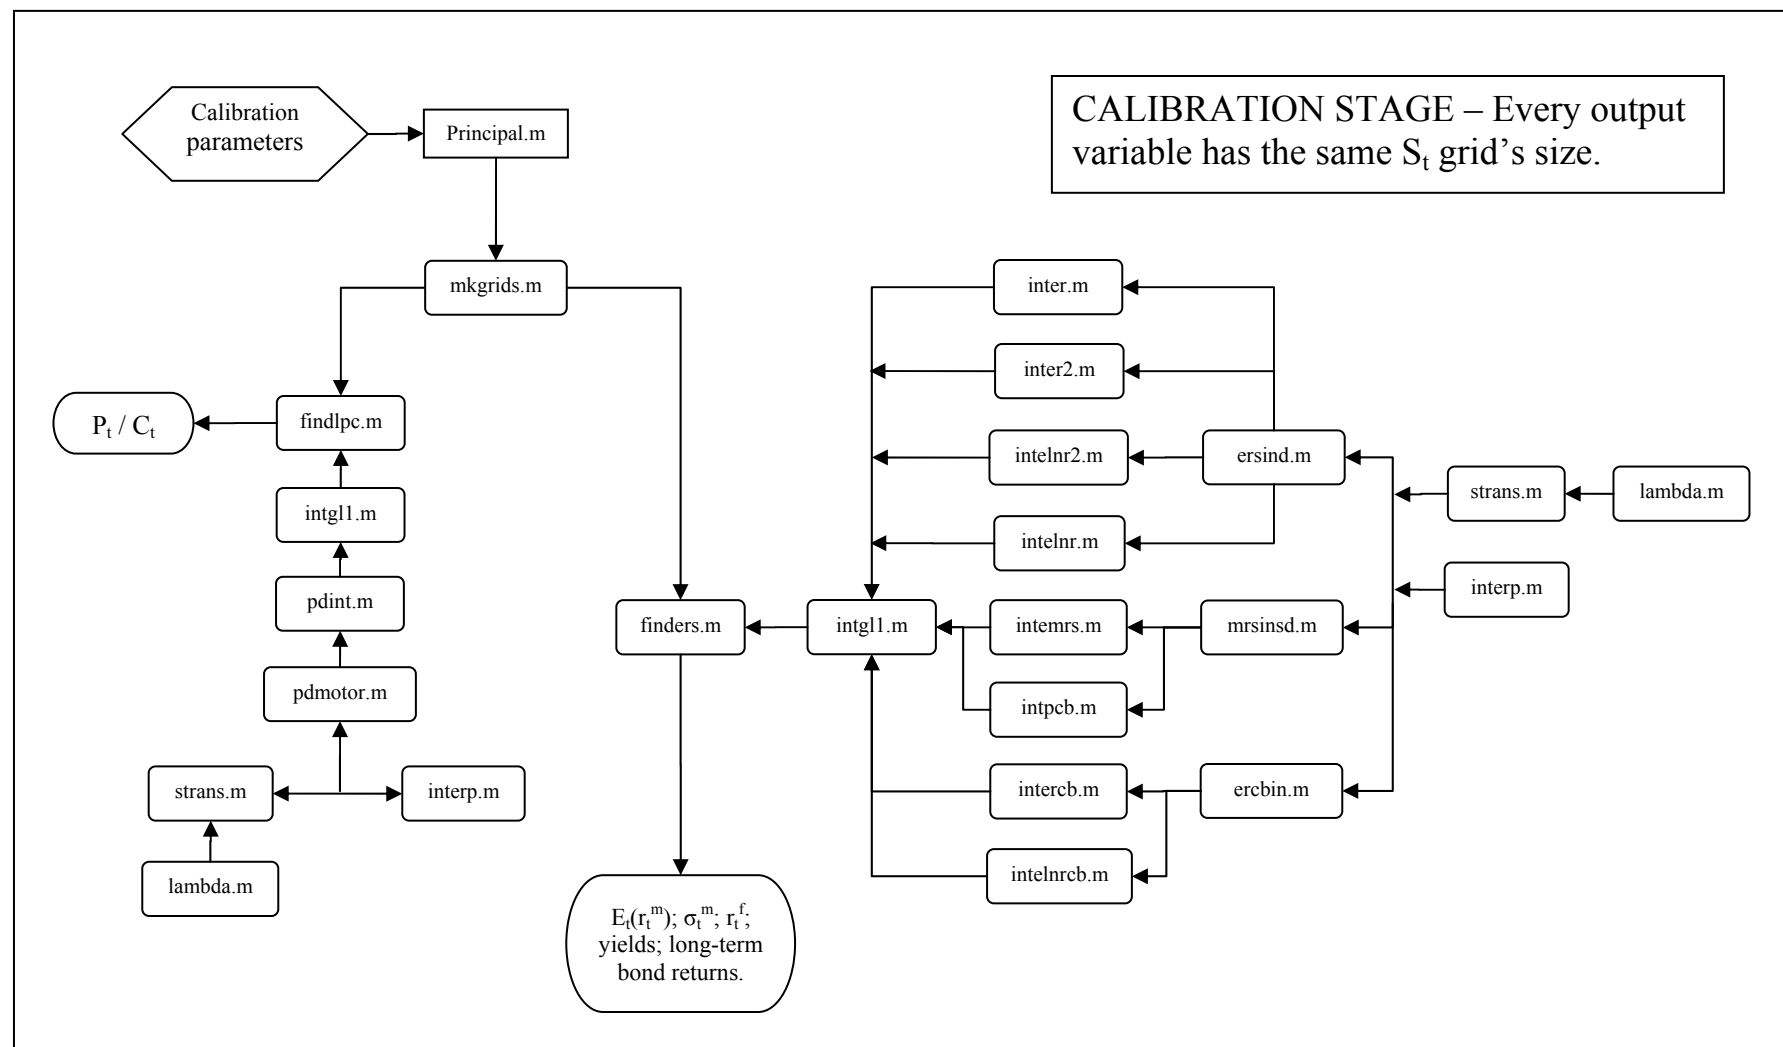 Calibration
parameters
Principal.m
CALIBRATION STAGE – Every output
variable has the same Sₜ grid’s size.
mkgrids.m
findlpc.m
Pₜ / Cₜ
intgl1.m
pdint.m
pdmotor.m
strans.m
interp.m
lambda.m
finders.m
Eₜ(rₜᵐ); σₜᵐ; rₜᶠ;
yields; long-term
bond returns.
intgl1.m
inter.m
inter2.m
intelnr2.m
intelnr.m
intemrs.m
intpcb.m
intercb.m
intelnrcb.m
ersind.m
mrsinsd.m
ercbin.m
strans.m
lambda.m
interp.m